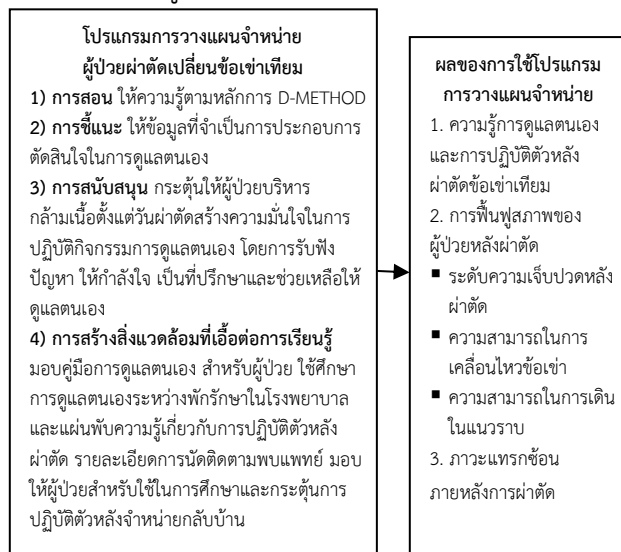 โปรแกรมการวางแผนจำหน่าย
ผู้ป่วยผ่าตัดเปลี่ยนข้อเข่าเทียม
1) การสอน ให้ความรู้ตามหลักการ D-METHOD
2) การชี้แนะ ให้ข้อมูลที่จำเป็นการประกอบการ
ตัดสินใจในการดูแลตนเอง
3) การสนับสนุน กระตุ้นให้ผู้ป่วยบริหาร
กล้ามเนื้อตั้งแต่วันผ่าตัดสร้างความมั่นใจในการ
ปฏิบัติกิจกรรมการดูแลตนเอง โดยการรับฟัง
ปัญหา ให้กำลังใจ เป็นที่ปรึกษาและช่วยเหลือให้
ดูแลตนเอง
4) การสร้างสิ่งแวดล้อมที่เอื้อต่อการเรียนรู้
มอบคู่มือการดูแลตนเอง สำหรับผู้ป่วย ใช้ศึกษา
การดูแลตนเองระหว่างพักรักษาในโรงพยาบาล
และแผ่นพับความรู้เกี่ยวกับการปฏิบัติตัวหลัง
ผ่าตัด รายละเอียดการนัดติดตามพบแพทย์ มอบ
ให้ผู้ป่วยสำหรับใช้ในการศึกษาและกระตุ้นการ
ปฏิบัติตัวหลังจำหน่ายกลับบ้าน
ผลของการใช้โปรแกรม
การวางแผนจำหน่าย
1. ความรู้การดูแลตนเอง
และการปฏิบัติตัวหลัง
ผ่าตัดข้อเข่าเทียม
2. การฟื้นฟูสภาพของ
ผู้ป่วยหลังผ่าตัด
▪ ระดับความเจ็บปวดหลัง
ผ่าตัด
▪ ความสามารถในการ
เคลื่อนไหวข้อเข่า
▪ ความสามารถในการเดิน
ในแนวราบ
3. ภาวะแทรกซ้อน
ภายหลังการผ่าตัด